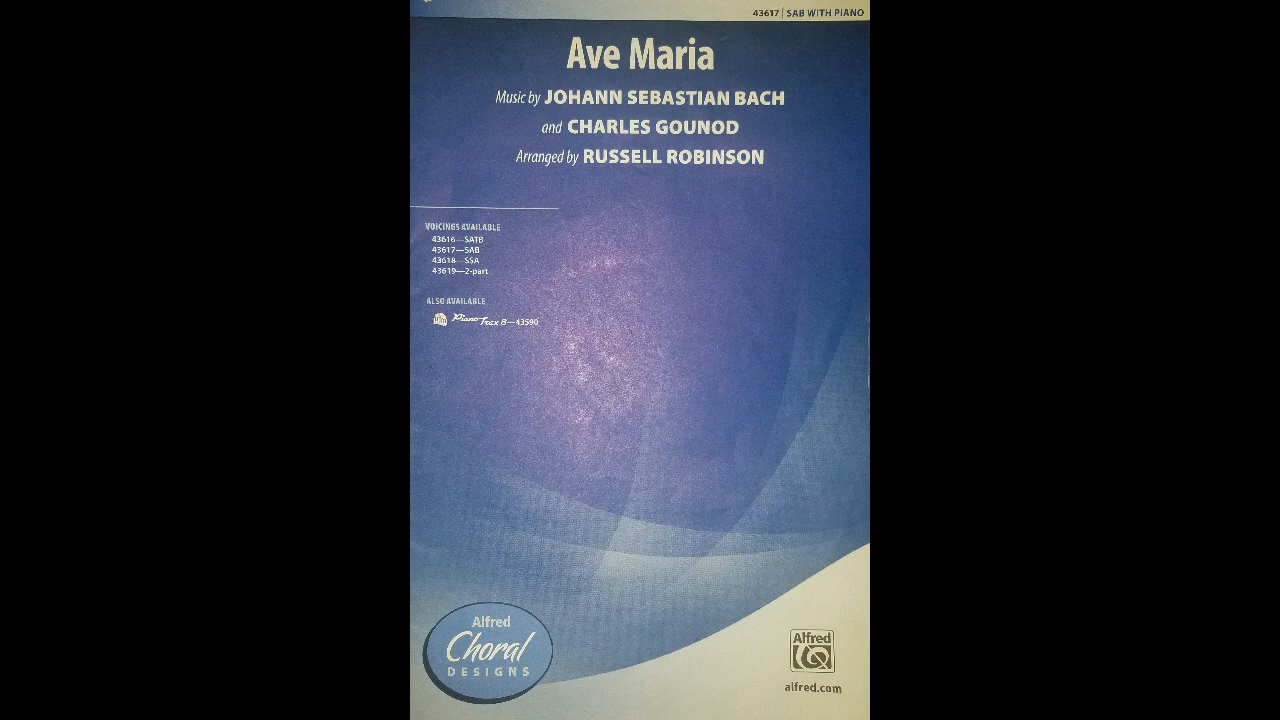 43617 | SAB WITH PIANO
Ave Maria
Music by JOHANN SEBASTIAN BACH
and CHARLES GOUNOD
Arranged by RUSSELL ROBINSON
VOICINGS AVAILABLE
43616—SATB
43617—SAB
43618—SSA
43619—2-part
ALSO AVAILABLE
PianoTrax 8—43590
Alfred
Choral
DESIGNS
Alfred
alfred.com